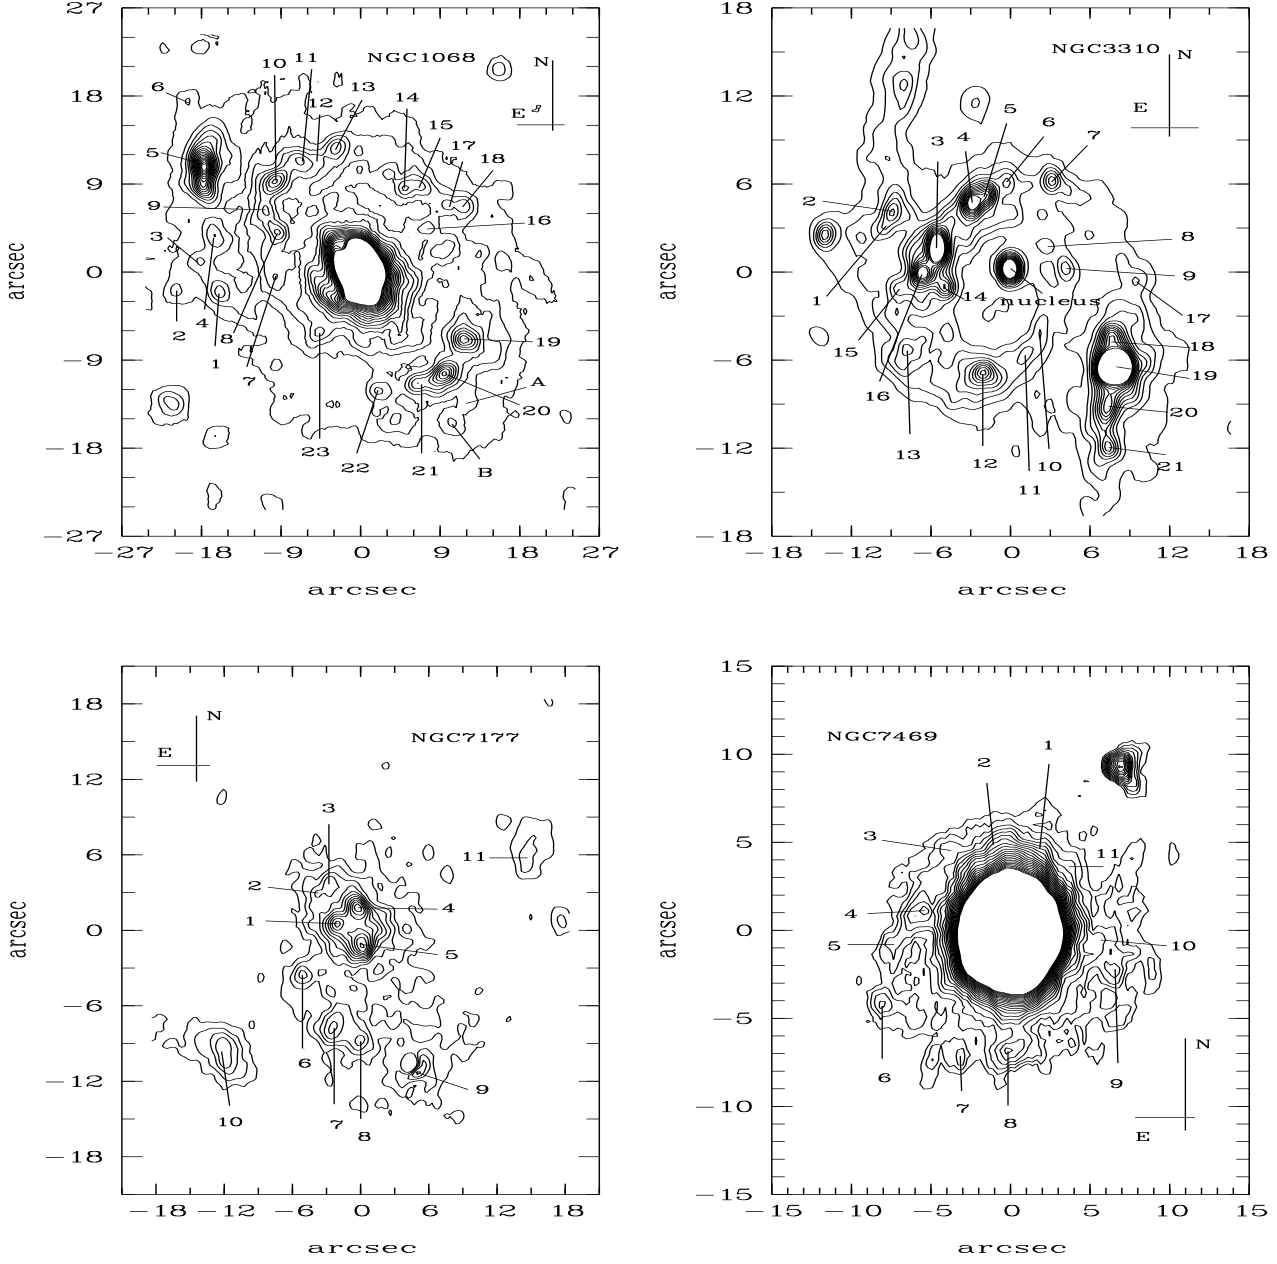 27
18
9
0
−9
−18
−27
−27 −18 −9 0 9 18 27
arcsec
arcsec
NGC1068
N
E
10 11
12 13
14
15
17
18
16
6
5
9
3
2 4 1 8 7
23 22 21
19
A
20
B
18
12
6
0
−6
−12
−18
−18 −12 −6 0 6 12 18
arcsec
arcsec
NGC3310
N
E
3 4 5 6 7
2
8
9
1
14
nucleus
17
15
18
16
19
20
13 12 11 10
21
18
12
6
0
−6
−12
−18
−18 −12 −6 0 6 12 18
arcsec
arcsec
N
E
NGC7177
3
11
2
1
4
5
6
9
10
7
8
15
10
5
0
−5
−10
−15
−15 −10 −5 0 5 10 15
arcsec
arcsec
NGC7469
1
2
3
11
4
5
10
6
7
8
9
N
E